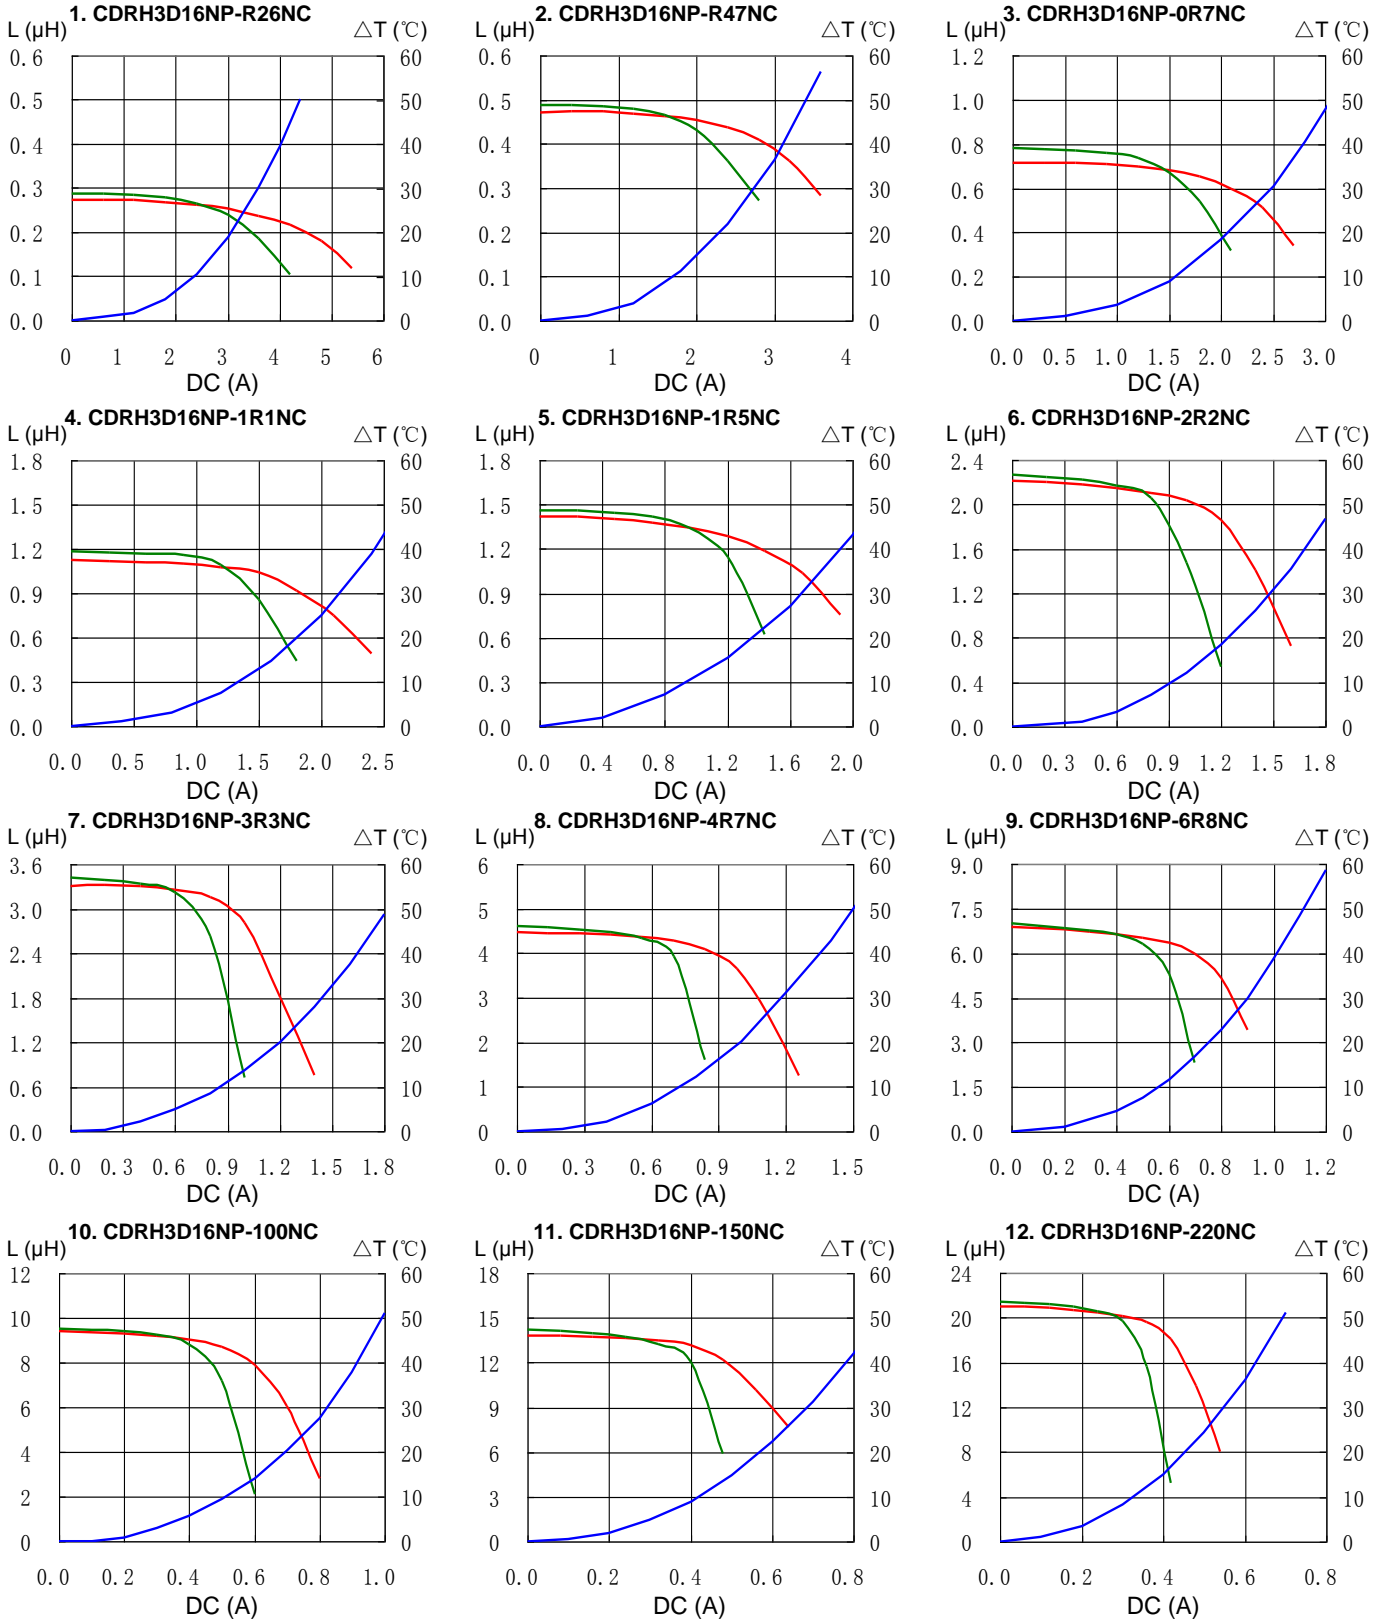 1. CDRH3D16NP-R26NC
L (μH) △T (℃)
0.6 60
0.5 50
0.4 40
0.3 30
0.2 20
0.1 10
0.0 0
0 1 2 3 4 5 6
DC (A)
2. CDRH3D16NP-R47NC
L (μH) △T (℃)
0.6 60
0.5 50
0.4 40
0.3 30
0.2 20
0.1 10
0.0 0
0 1 2 3 4
DC (A)
3. CDRH3D16NP-0R7NC
L (μH) △T (℃)
1.2 60
1.0 50
0.8 40
0.6 30
0.4 20
0.2 10
0.0 0
0.0 0.5 1.0 1.5 2.0 2.5 3.0
DC (A)
4. CDRH3D16NP-1R1NC
L (μH) △T (℃)
1.8 60
1.5 50
1.2 40
0.9 30
0.6 20
0.3 10
0.0 0
0.0 0.5 1.0 1.5 2.0 2.5
DC (A)
5. CDRH3D16NP-1R5NC
L (μH) △T (℃)
1.8 60
1.5 50
1.2 40
0.9 30
0.6 20
0.3 10
0.0 0
0.0 0.4 0.8 1.2 1.6 2.0
DC (A)
6. CDRH3D16NP-2R2NC
L (μH) △T (℃)
2.4 60
2.0 50
1.6 40
1.2 30
0.8 20
0.4 10
0.0 0
0.0 0.3 0.6 0.9 1.2 1.5 1.8
DC (A)
7. CDRH3D16NP-3R3NC
L (μH) △T (℃)
3.6 60
3.0 50
2.4 40
1.8 30
1.2 20
0.6 10
0.0 0
0.0 0.3 0.6 0.9 1.2 1.5 1.8
DC (A)
8. CDRH3D16NP-4R7NC
L (μH) △T (℃)
6 60
5 50
4 40
3 30
2 20
1 10
0 0
0.0 0.3 0.6 0.9 1.2 1.5
DC (A)
9. CDRH3D16NP-6R8NC
L (μH) △T (℃)
9.0 60
7.5 50
6.0 40
4.5 30
3.0 20
1.5 10
0.0 0
0.0 0.2 0.4 0.6 0.8 1.0 1.2
DC (A)
10. CDRH3D16NP-100NC
L (μH) △T (℃)
12 60
10 50
8 40
6 30
4 20
2 10
0 0
0.0 0.2 0.4 0.6 0.8 1.0
DC (A)
11. CDRH3D16NP-150NC
L (μH) △T (℃)
18 60
15 50
12 40
9 30
6 20
3 10
0 0
0.0 0.2 0.4 0.6 0.8
DC (A)
12. CDRH3D16NP-220NC
L (μH) △T (℃)
24 60
20 50
16 40
12 30
8 20
4 10
0 0
0.0 0.2 0.4 0.6 0.8
DC (A)